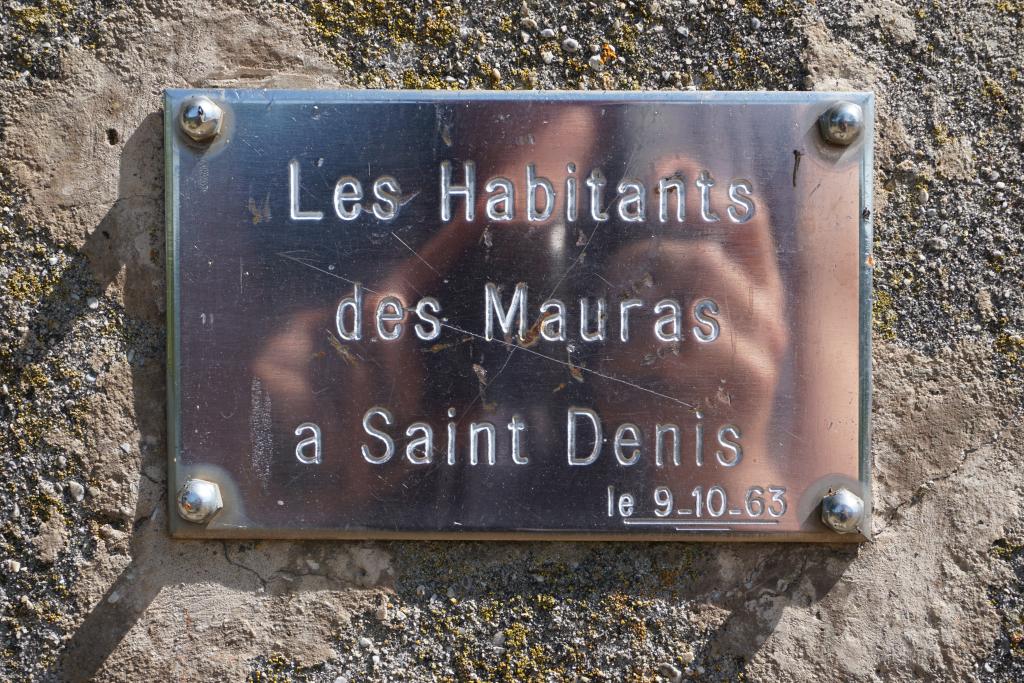 Les Habitants
des Mauras
a Saint Denis
le 9-10-63